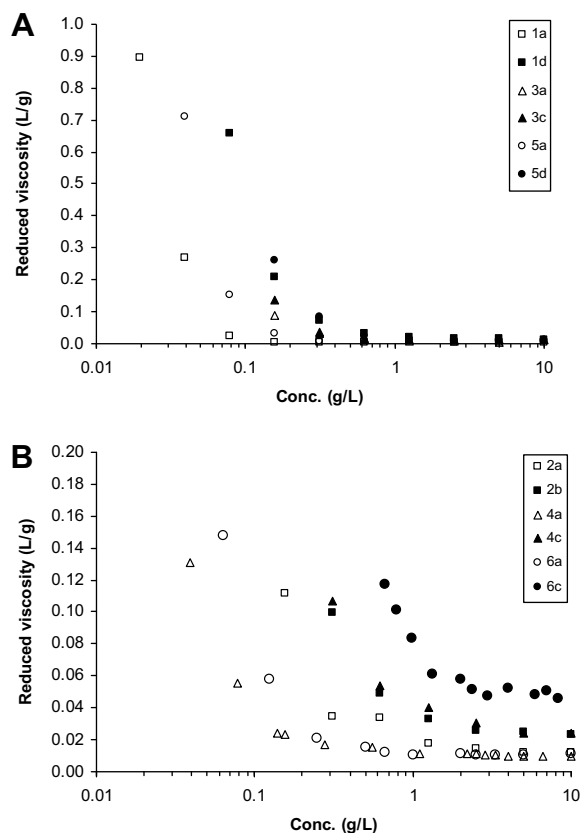 A
1.0
0.9
0.8
0.7
0.6
0.5
0.4
0.3
0.2
0.1
0.0
Reduced viscosity (L/g)
0.01 0.1 1 10
Conc. (g/L)
1a
1d
3a
3c
5a
5d
B
0.20
0.18
0.16
0.14
0.12
0.10
0.08
0.06
0.04
0.02
0.00
Reduced viscosity (L/g)
0.01 0.1 1 10
Conc. (g/L)
2a
2b
4a
4c
6a
6c